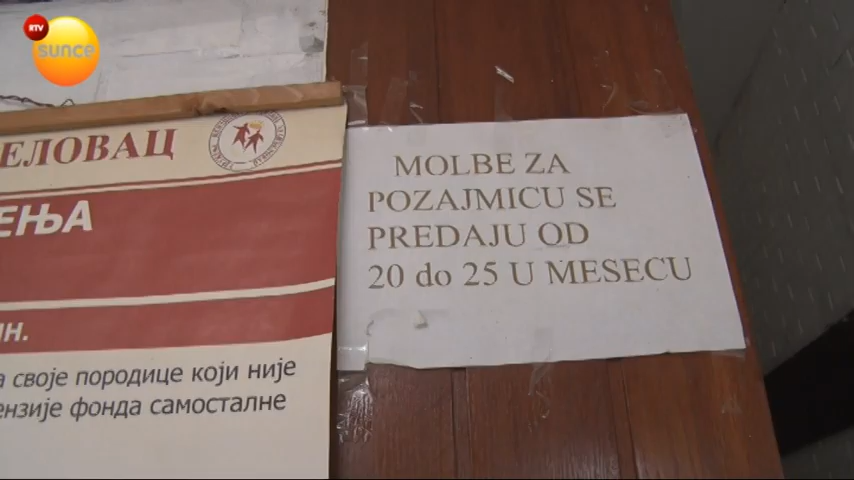 RTV
sunce
ЕЛОВАЦ
ЕЊА
ин.
а своје породице који није
ензије фонда самосталне
MOLBE ZA
POZAJMICU SE
PREDAJU OD
20 do 25 U MESECU